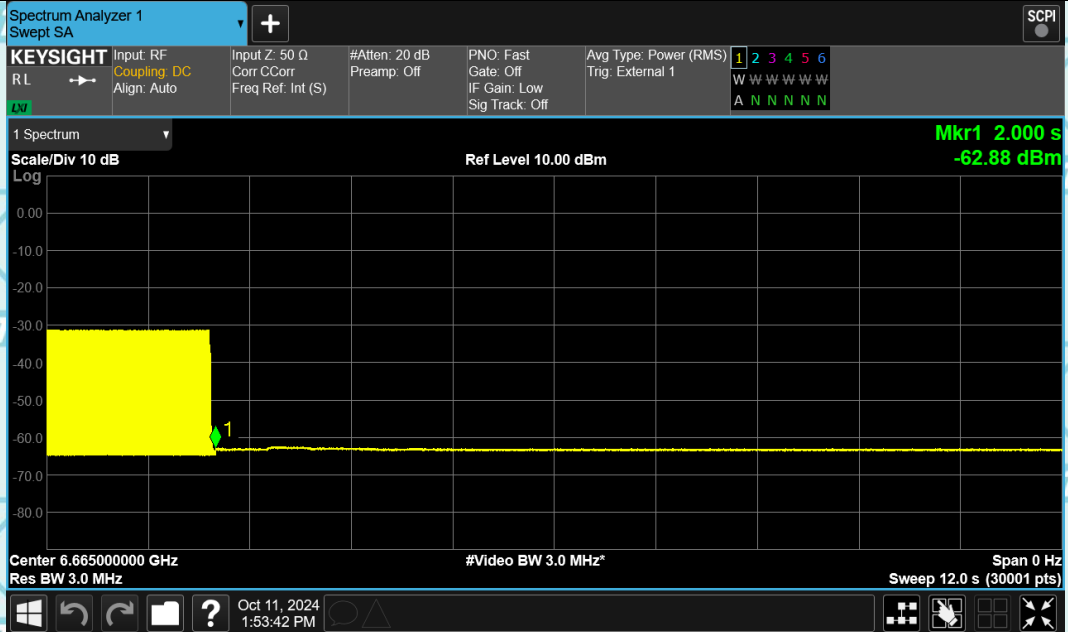 Spectrum Analyzer 1
Swept SA
SCPI
KEYSIGHT
R L
LXI
Input: RF
Coupling: DC
Align: Auto
Input Z: 50 Ω
Corr CCorr
Freq Ref: Int (S)
#Atten: 20 dB
Preamp: Off
PNO: Fast
Gate: Off
IF Gain: Low
Sig Track: Off
Avg Type: Power (RMS)
Trig: External 1
1 2 3 4 5 6
W W W W W W
A N N N N N
1 Spectrum
Mkr1 2.000 s
-62.88 dBm
Scale/Div 10 dB
Ref Level 10.00 dBm
Log
0.00
-10.0
-20.0
-30.0
-40.0
-50.0
-60.0
-70.0
-80.0
1
Center 6.665000000 GHz
#Video BW 3.0 MHz*
Span 0 Hz
Res BW 3.0 MHz
Sweep 12.0 s (30001 pts)
?
Oct 11, 2024
1:53:42 PM